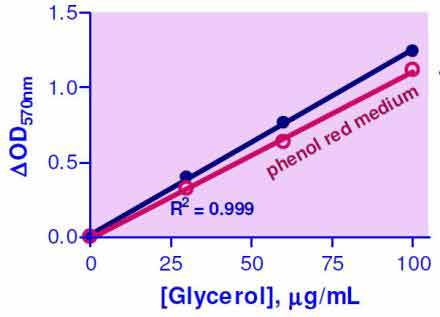 1.5
1.0
0.5
0.0
ΔOD570nm
phenol red medium
R² = 0.999
0 25 50 75 100
[Glycerol], μg/mL